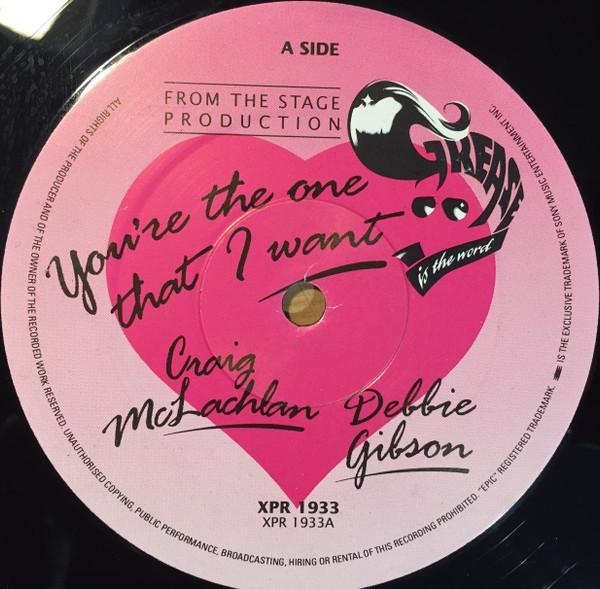 A SIDE
FROM THE STAGE
PRODUCTION
GREASE
is the word
You're the one
that I want
Craig
McLachlan
Debbie
Gibson
XPR 1933
XPR 1933A
ALL RIGHTS OF THE PRODUCER AND OF THE OWNER OF THE RECORDED WORK RESERVED. UNAUTHORISED COPYING, PUBLIC PERFORMANCE, BROADCASTING, HIRING OR RENTAL OF THIS RECORDING PROHIBITED. "EPIC" REGISTERED TRADEMARK. IS THE EXCLUSIVE TRADEMARK OF SONY MUSIC ENTERTAINMENT INC.